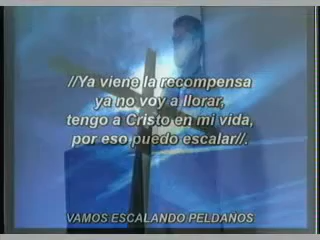 //Ya viene la recompensa
ya no voy a llorar,
tengo a Cristo en mi vida,
por eso puedo escalar//.
VAMOS ESCALANDO PELDANOS